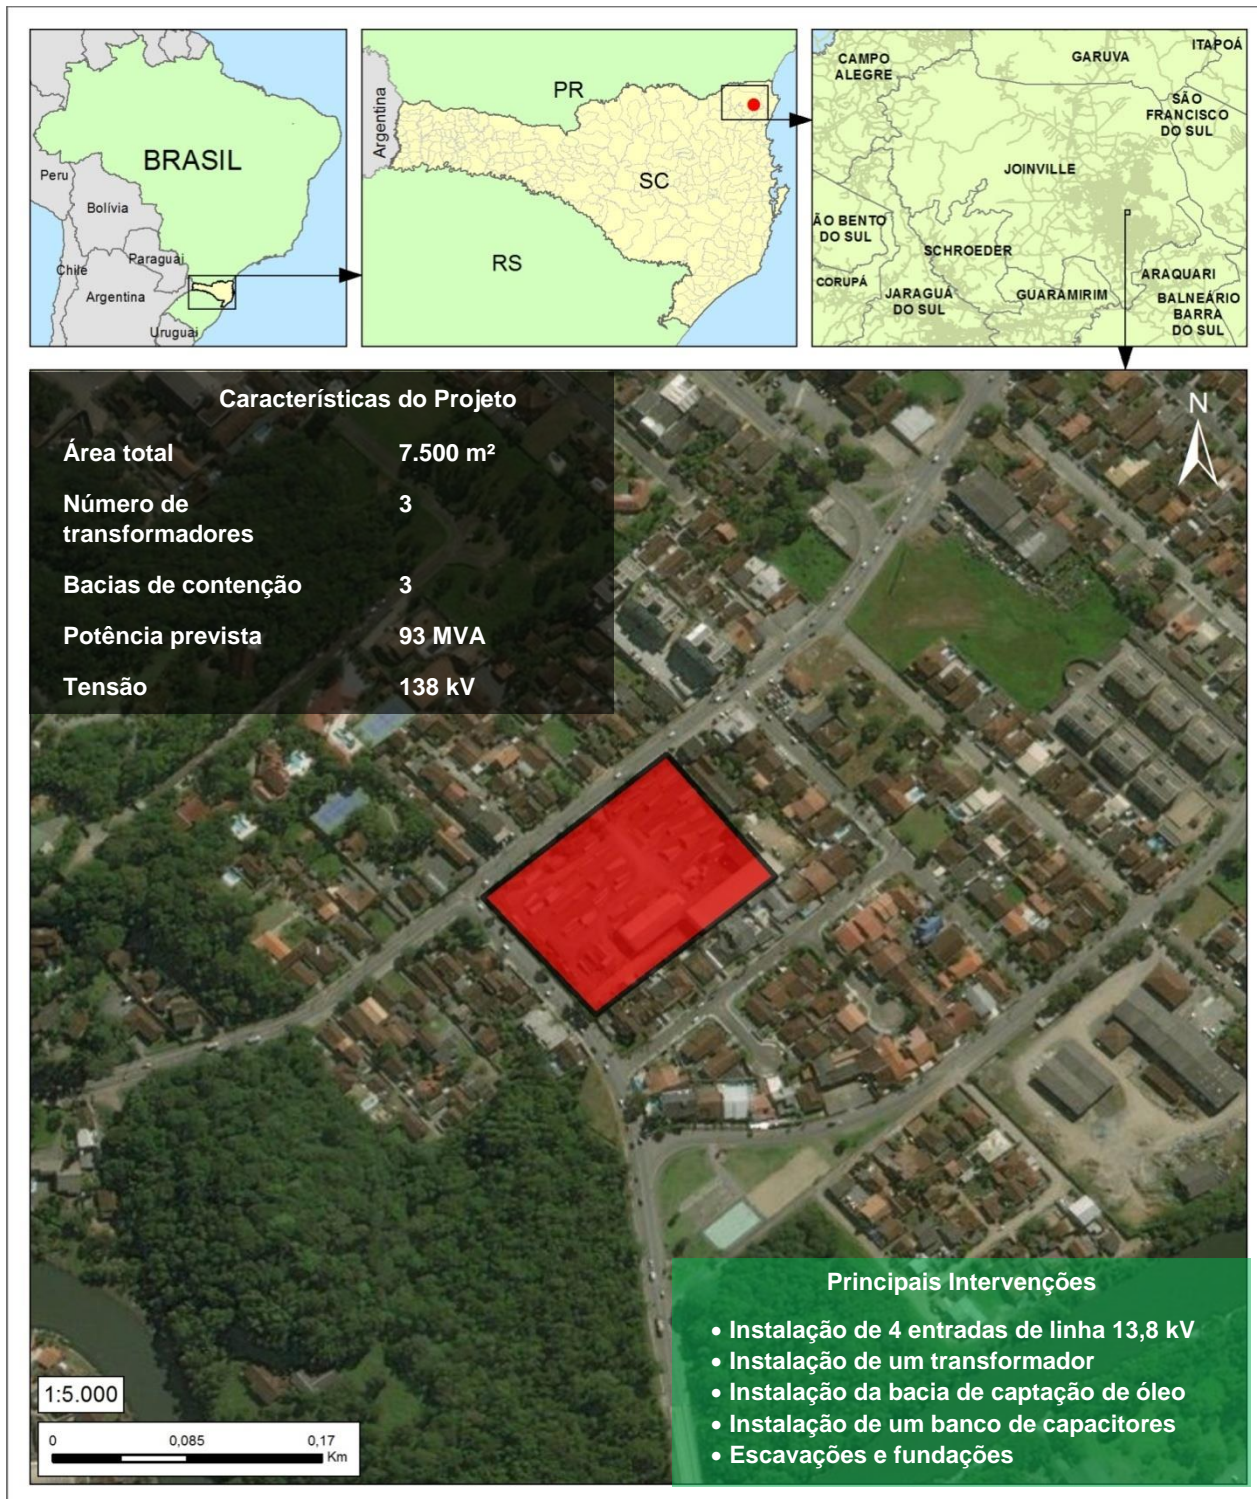 BRASIL
Peru
Bolívia
Paraguai
Chile
Argentina
Uruguai
Argentina
PR
SC
RS
CAMPO
ALEGRE
GARUVA
ITAPOÁ
SÃO
FRANCISCO
DO SUL
JOINVILLE
ÃO BENTO
DO SUL
SCHROEDER
CORUPÁ
JARAGUÁ
DO SUL
GUARAMIRIM
ARAQUARI
BALNEÁRIO
BARRA
DO SUL
Características do Projeto
Área total 7.500 m²
Número de 3
transformadores
Bacias de contenção 3
Potência prevista 93 MVA
Tensão 138 kV
N
Principais Intervenções
• Instalação de 4 entradas de linha 13,8 kV
• Instalação de um transformador
• Instalação da bacia de captação de óleo
• Instalação de um banco de capacitores
• Escavações e fundações
1:5.000
0 0,085 0,17
Km